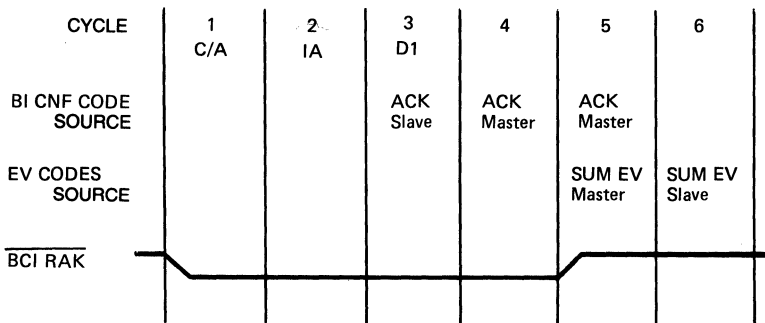 CYCLE 1 2 3 4 5 6
C/A IA D1
BI CNF CODE ACK ACK ACK
SOURCE Slave Master Master
EV CODES SUM EV SUM EV
SOURCE Master Slave
BCI RAK